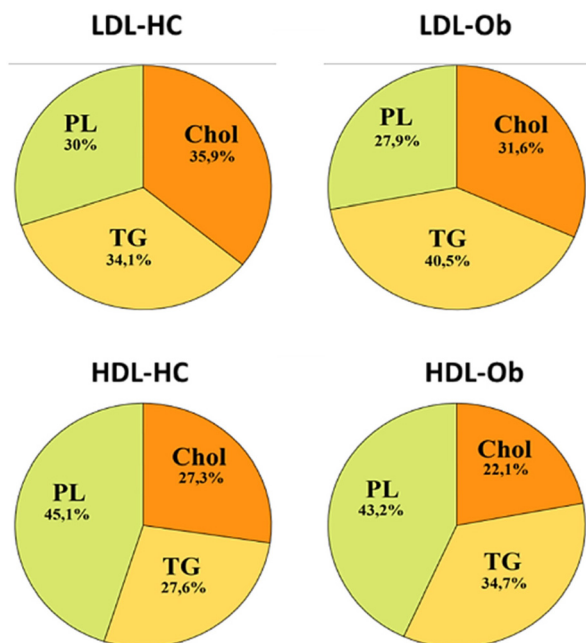 LDL-HC
PL
30%
Chol
35,9%
TG
34,1%
LDL-Ob
PL
27,9%
Chol
31,6%
TG
40,5%
HDL-HC
PL
45,1%
Chol
27,3%
TG
27,6%
HDL-Ob
PL
43,2%
Chol
22,1%
TG
34,7%